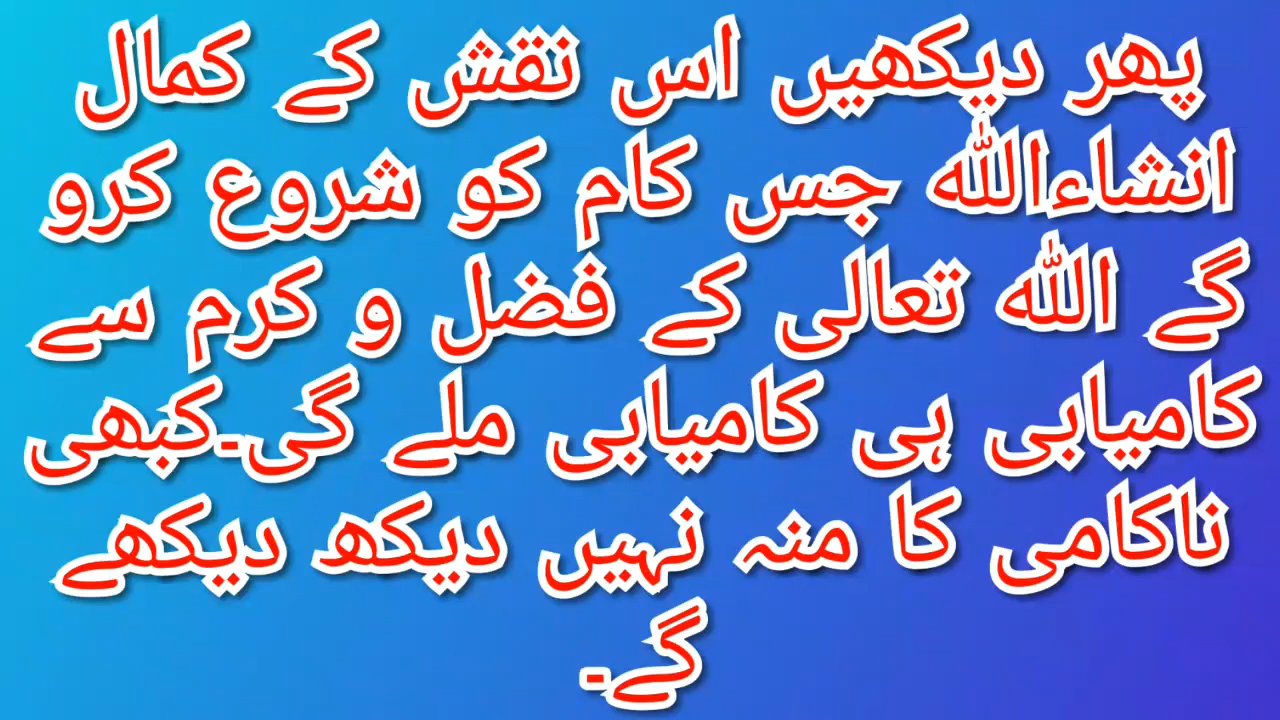 پھر دیکھیں اس نقش کے کمال
انشاءاللہ جس کام کو شروع کرو
گے اللہ تعالی کے فضل و کرم سے
کامیابی ہی کامیابی ملے گی۔کبھی
ناکامی کا منہ نہیں دیکھ دیکھے
گے۔